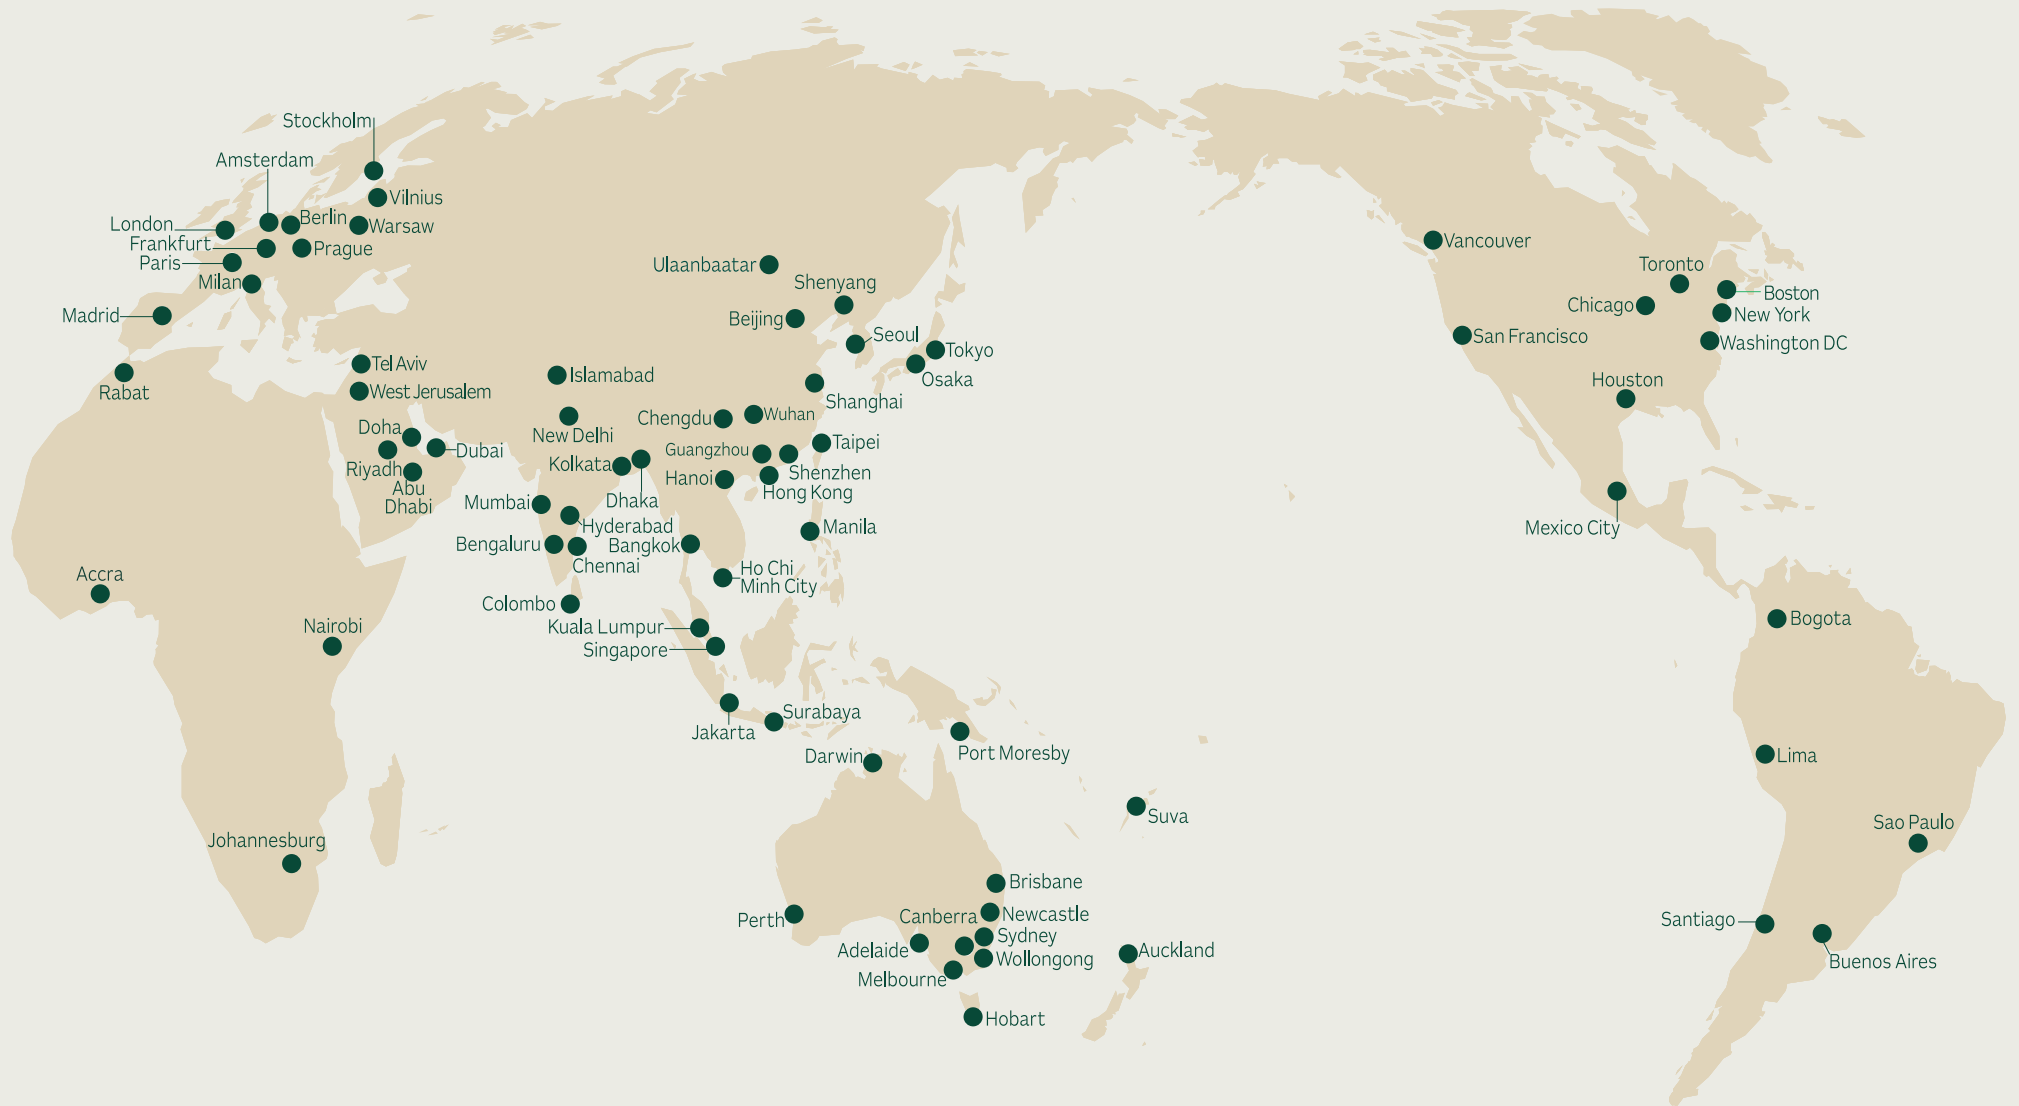 Stockholm
Amsterdam
Vilnius
Berlin
London
Warsaw
Frankfurt
Prague
Paris
Milan
Madrid
Tel Aviv
Rabat
West Jerusalem
Doha
Dubai
Riyadh
Abu
Dhabi
Accra
Nairobi
Johannesburg
Ulaanbaatar
Shenyang
Beijing
Seoul
Tokyo
Osaka
Islamabad
Shanghai
New Delhi
Chengdu
Wuhan
Taipei
Guangzhou
Kolkata
Shenzhen
Hanoi
Hong Kong
Dhaka
Mumbai
Hyderabad
Manila
Bengaluru
Bangkok
Chennai
Ho Chi
Minh City
Colombo
Kuala Lumpur
Singapore
Surabaya
Jakarta
Darwin
Port Moresby
Suva
Brisbane
Perth
Canberra
Newcastle
Sydney
Adelaide
Wollongong
Auckland
Melbourne
Hobart
Vancouver
Toronto
Boston
Chicago
New York
San Francisco
Washington DC
Houston
Mexico City
Bogota
Lima
Sao Paulo
Santiago
Buenos Aires